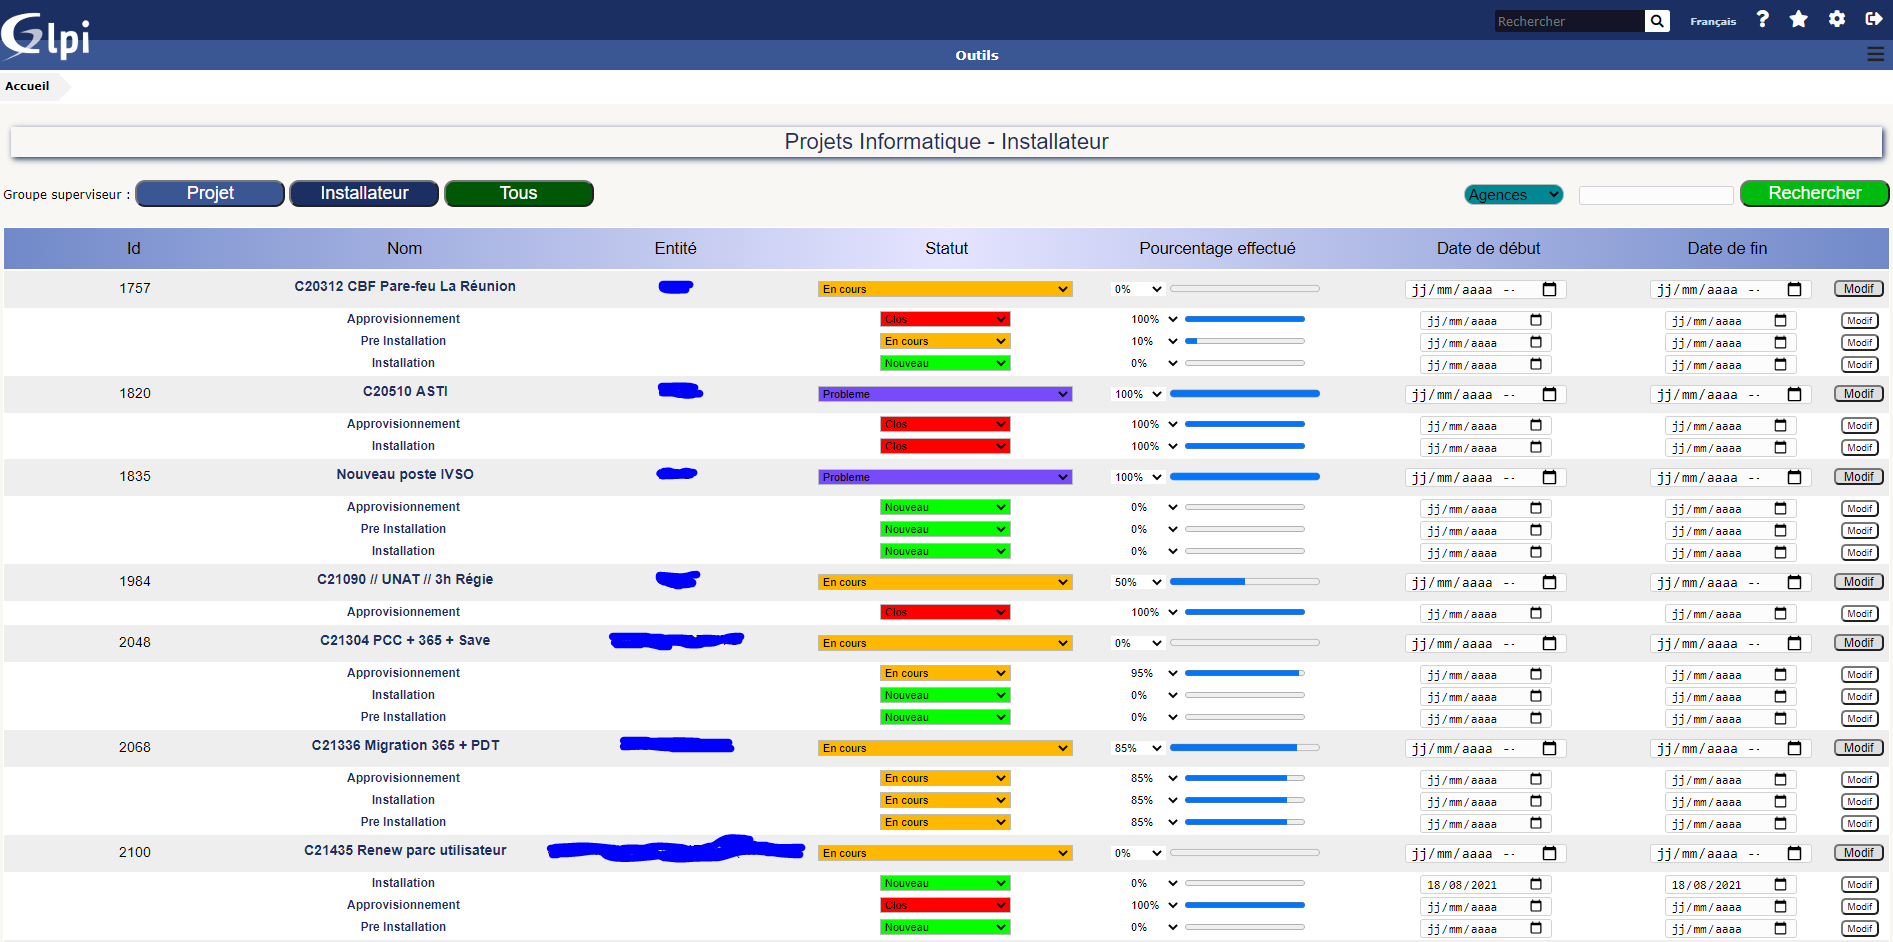 Glpi
Rechercher
Français
Outils
Accueil
Projets Informatique - Installateur
Groupe superviseur : Projet Installateur Tous Agences Rechercher
Id Nom Entité Statut Pourcentage effectué Date de début Date de fin
1757 C20312 CBF Pare-feu La Réunion En cours 0% jj/mm/aaaa -- jj/mm/aaaa -- Modif
Approvisionnement Clos 100% jj/mm/aaaa jj/mm/aaaa Modif
Pre Installation En cours 10% jj/mm/aaaa jj/mm/aaaa Modif
Installation Nouveau 0% jj/mm/aaaa jj/mm/aaaa Modif
1820 C20510 ASTI Probleme 100% jj/mm/aaaa -- jj/mm/aaaa -- Modif
Approvisionnement Clos 100% jj/mm/aaaa jj/mm/aaaa Modif
Installation Clos 100% jj/mm/aaaa jj/mm/aaaa Modif
1835 Nouveau poste IVSO Probleme 100% jj/mm/aaaa -- jj/mm/aaaa -- Modif
Approvisionnement Nouveau 0% jj/mm/aaaa jj/mm/aaaa Modif
Pre Installation Nouveau 0% jj/mm/aaaa jj/mm/aaaa Modif
Installation Nouveau 0% jj/mm/aaaa jj/mm/aaaa Modif
1984 C21090 // UNAT // 3h Régie En cours 50% jj/mm/aaaa -- jj/mm/aaaa -- Modif
Approvisionnement Clos 100% jj/mm/aaaa jj/mm/aaaa Modif
2048 C21304 PCC + 365 + Save En cours 0% jj/mm/aaaa -- jj/mm/aaaa -- Modif
Approvisionnement En cours 95% jj/mm/aaaa jj/mm/aaaa Modif
Installation Nouveau 0% jj/mm/aaaa jj/mm/aaaa Modif
Pre Installation Nouveau 0% jj/mm/aaaa jj/mm/aaaa Modif
2068 C21336 Migration 365 + PDT En cours 85% jj/mm/aaaa -- jj/mm/aaaa -- Modif
Approvisionnement En cours 85% jj/mm/aaaa jj/mm/aaaa Modif
Installation En cours 85% jj/mm/aaaa jj/mm/aaaa Modif
Pre Installation En cours 85% jj/mm/aaaa jj/mm/aaaa Modif
2100 C21435 Renew parc utilisateur En cours 0% jj/mm/aaaa -- jj/mm/aaaa -- Modif
Installation Nouveau 0% 18/08/2021 18/08/2021 Modif
Approvisionnement Clos 100% jj/mm/aaaa jj/mm/aaaa Modif
Pre Installation Nouveau 0% jj/mm/aaaa jj/mm/aaaa Modif